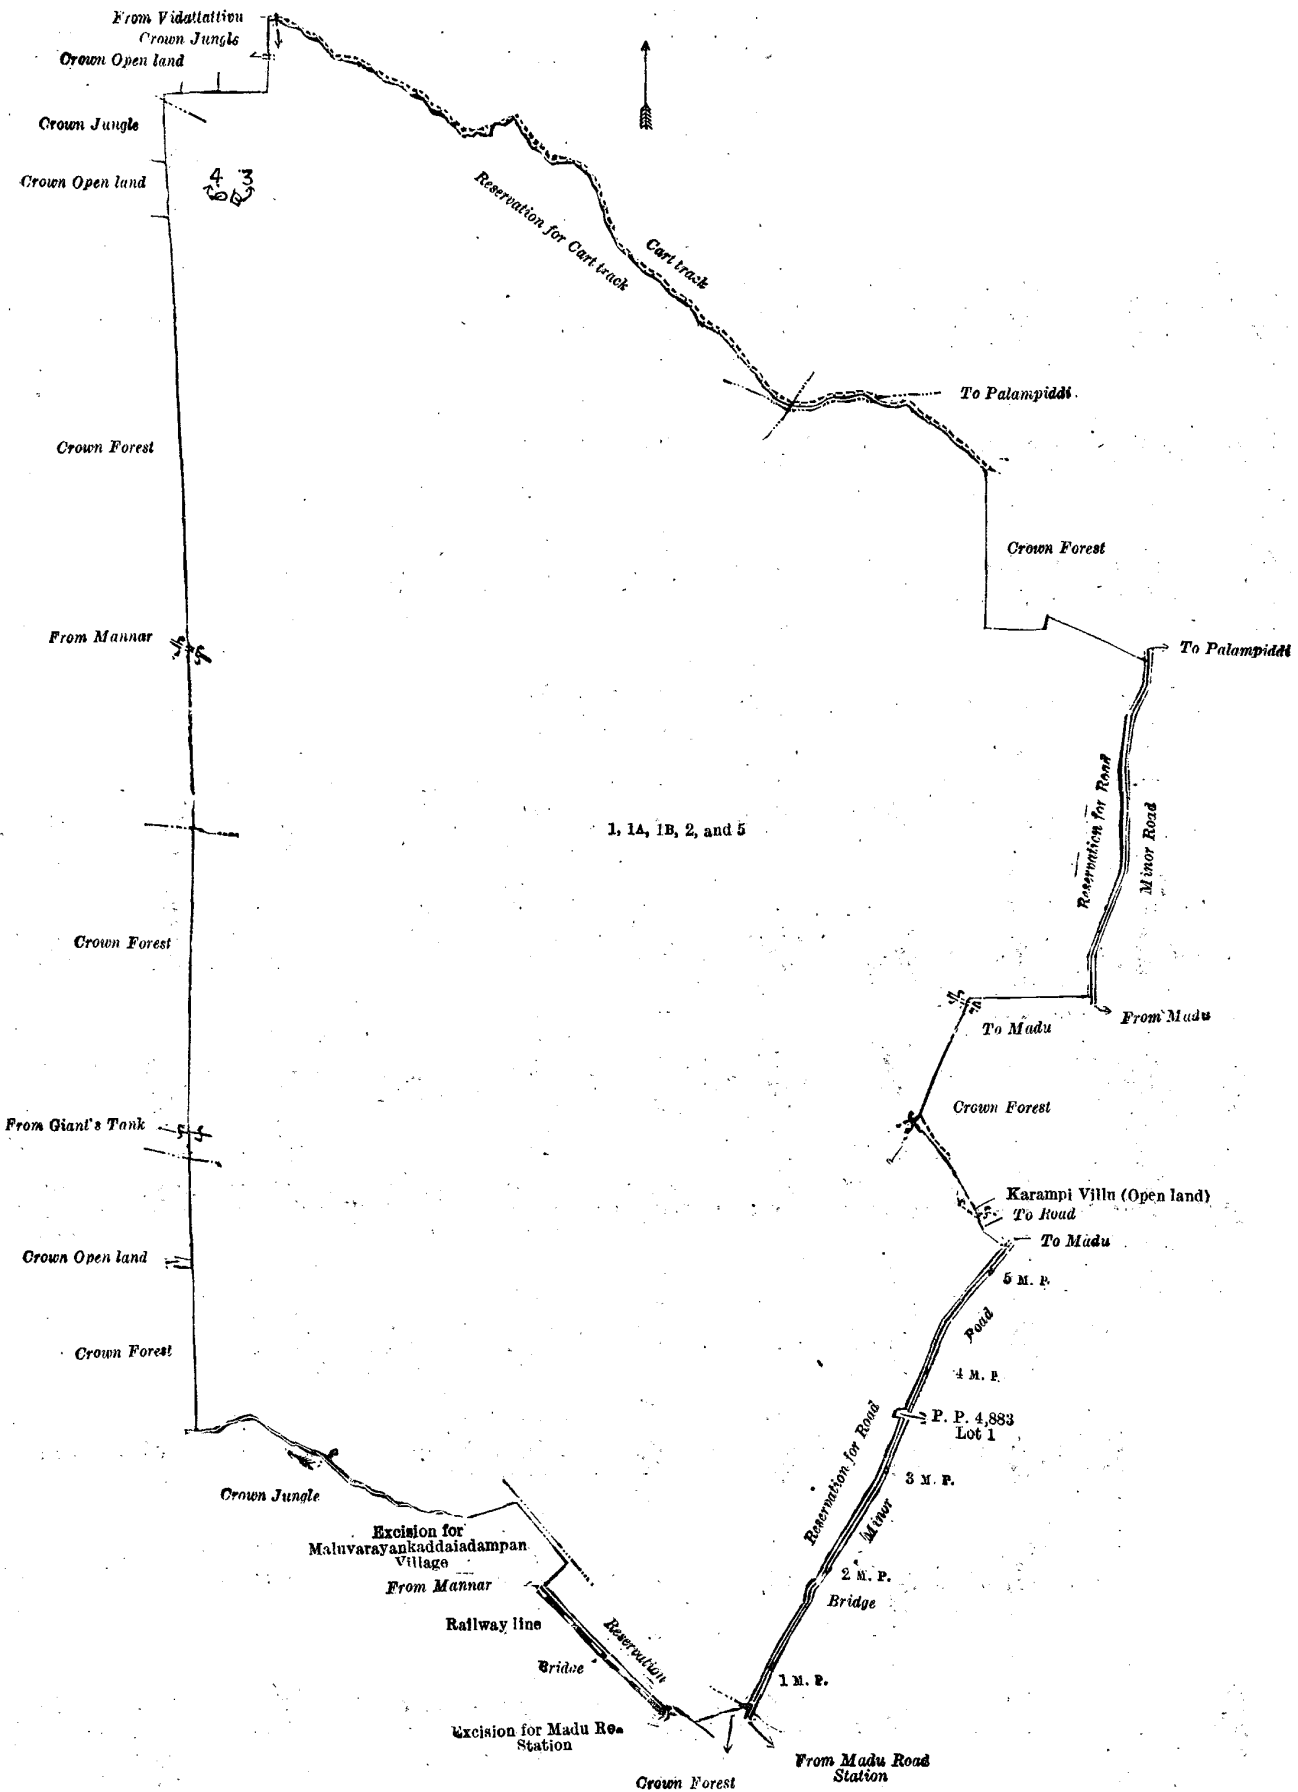 From Vidattativu
Crown Jungle
Crown Open land
Crown Jungle
Crown Open land
4 3
Reservation for Cart track
Cart track
To Palampiddi
Crown Forest
Crown Forest
From Mannar
To Palampiddi
1, 1A, 1B, 2, and 5
Reservation for Road
Minor Road
Crown Forest
To Madu
From Madu
Crown Forest
From Giant's Tank
Karampi Villu (Open land)
To Road
To Madu
Crown Open land
5 M. P.
Road
Crown Forest
4 M. P.
P. P. 4,883
Lot 1
Reservation for Road
3 M. P.
Minor
Crown Jungle
Excision for
Maluvarayankaddaiadampan
Village
2 M. P.
From Mannar
Bridge
Railway line
Reservation
Bridge
1 M. P.
Excision for Madu
Station
From Madu Road
Station
Crown Forest